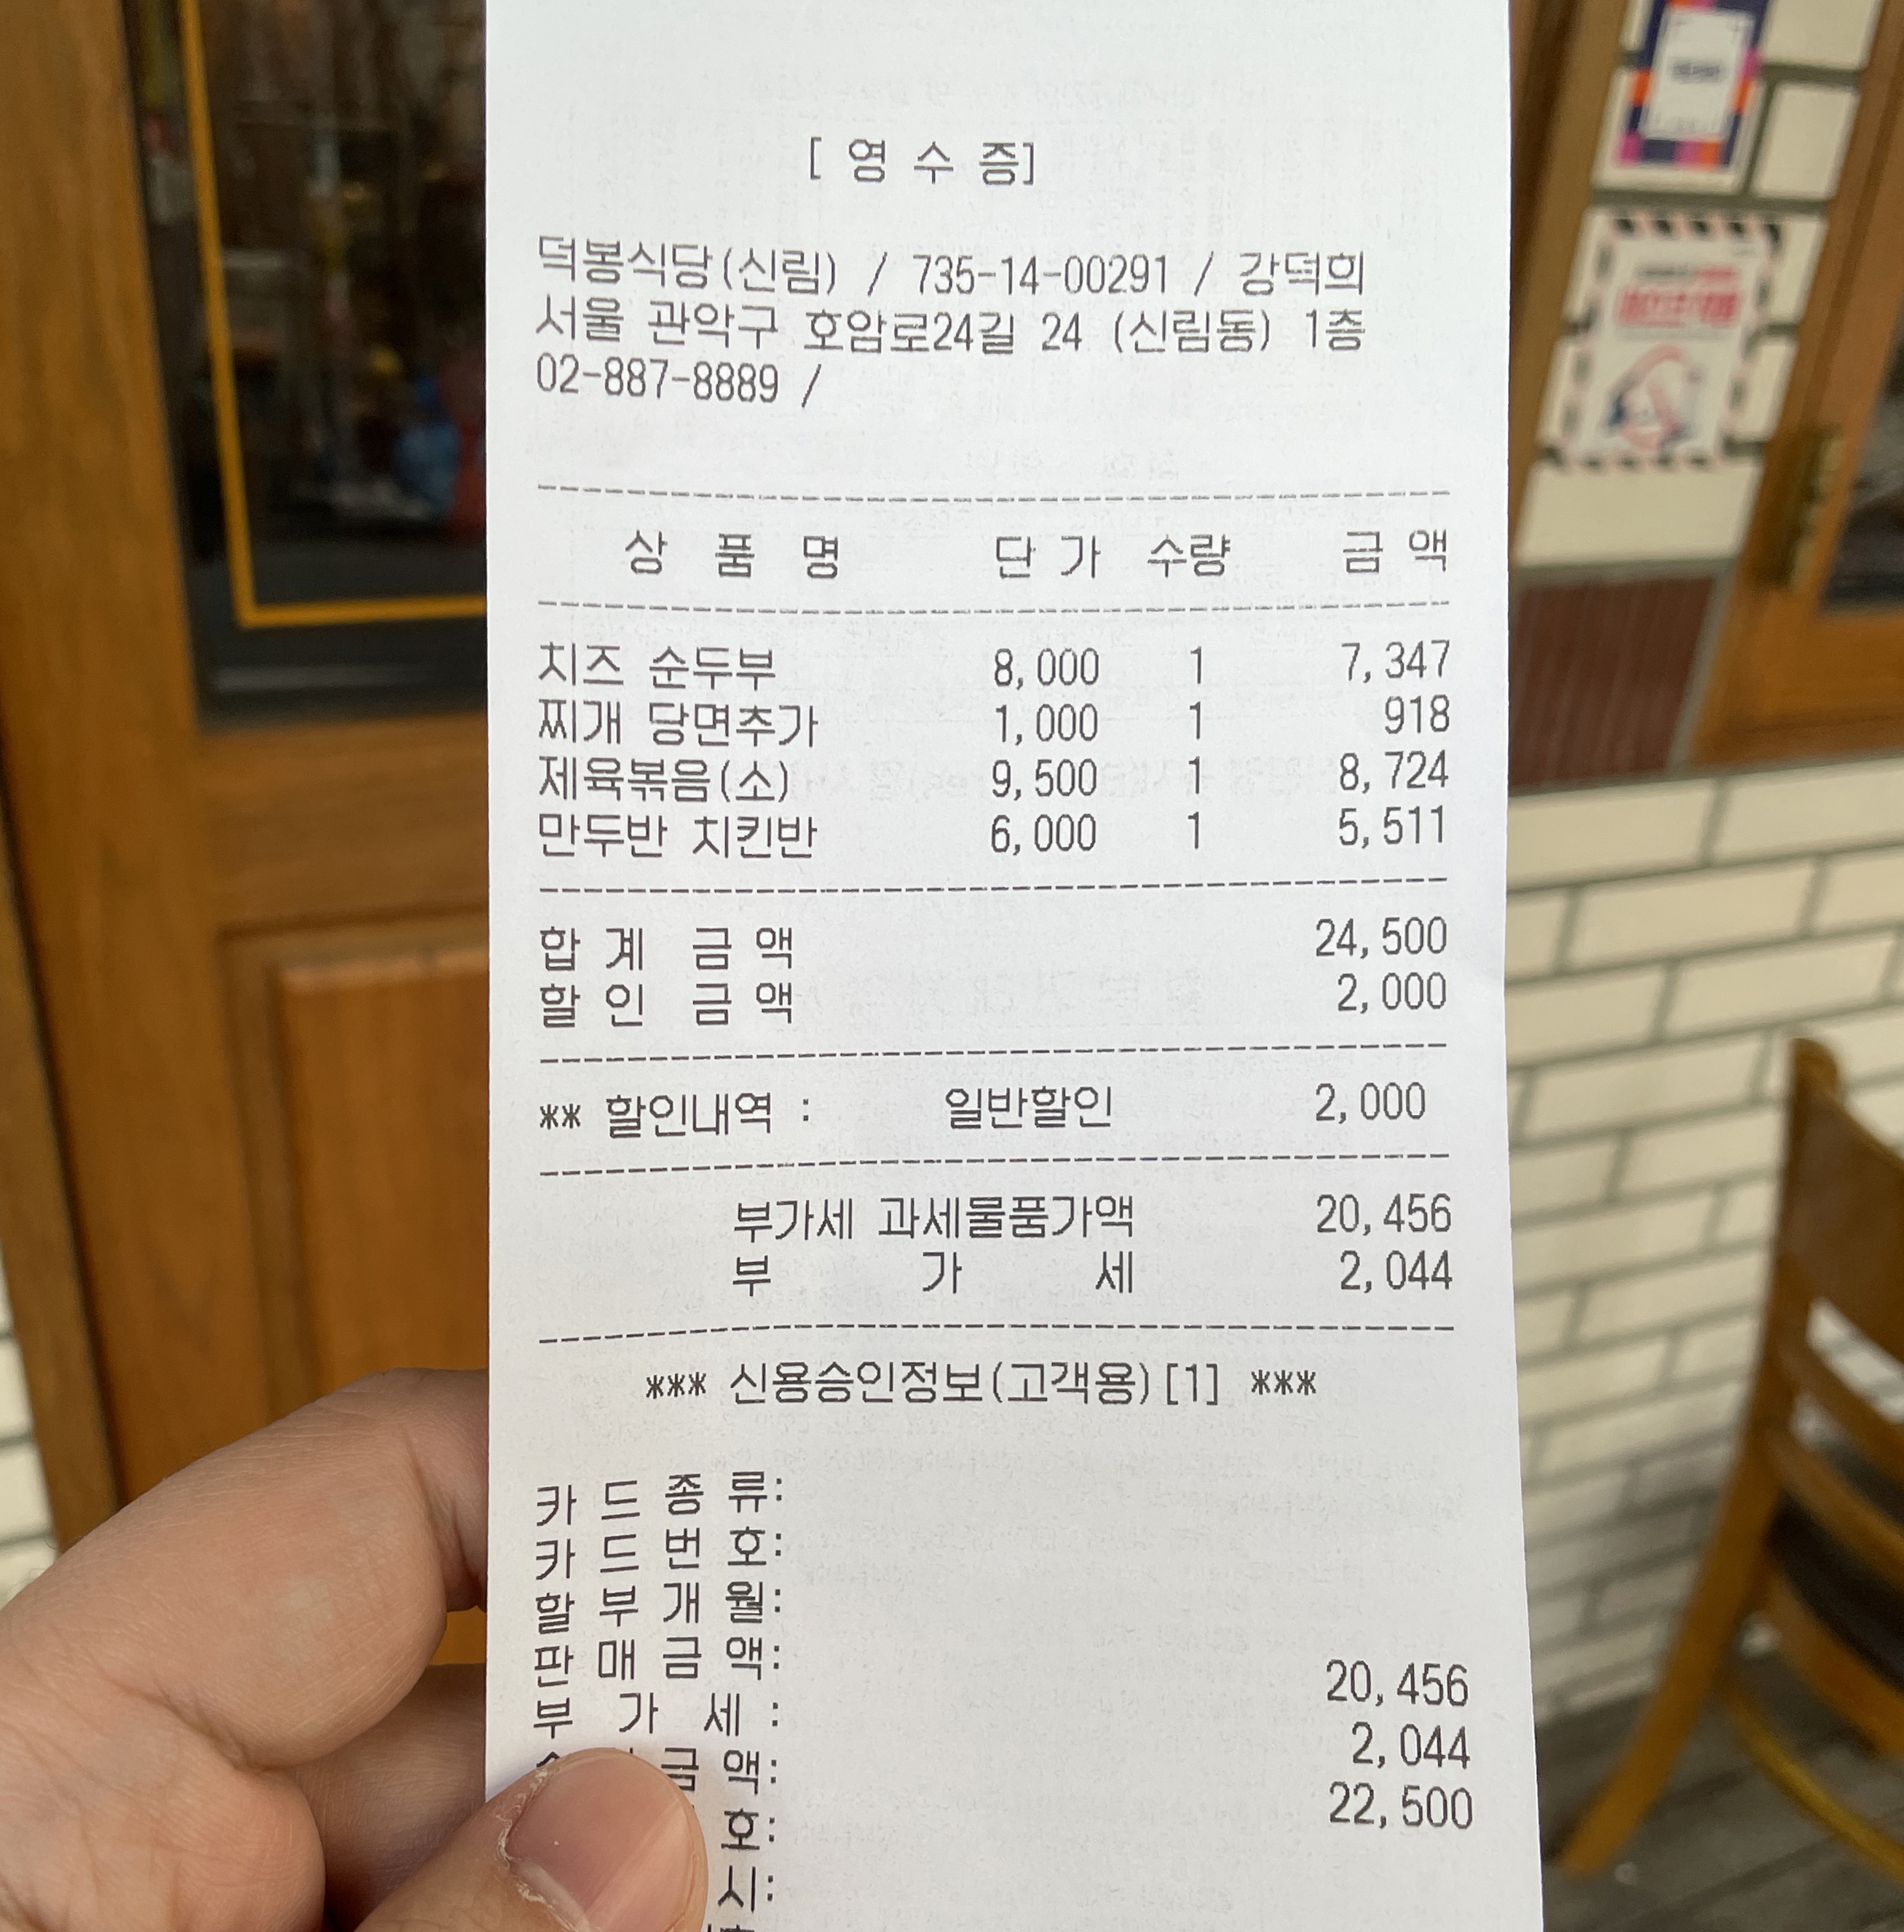 [ 영 수 증]
덕봉식당(신림) / 735-14-00291 / 강덕희
서울 관악구 호암로24길 24 (신림동) 1층
02-887-8889 /
상 품 명 단 가 수량 금 액
치즈 순두부 8,000 1 7,347
찌개 당면추가 1,000 1 918
제육볶음(소) 9,500 1 8,724
만두반 치킨반 6,000 1 5,511
합 계 금 액 24,500
할 인 금 액 2,000
** 할인내역 : 일반할인 2,000
부가세 과세물품가액 20,456
부 가 세 2,044
*** 신용승인정보(고객용)[1] ***
카 드 종 류:
카 드 번 호:
할 부 개 월:
판 매 금 액: 20,456
부 가 세 : 2,044
금 액: 22,500
호:
시: